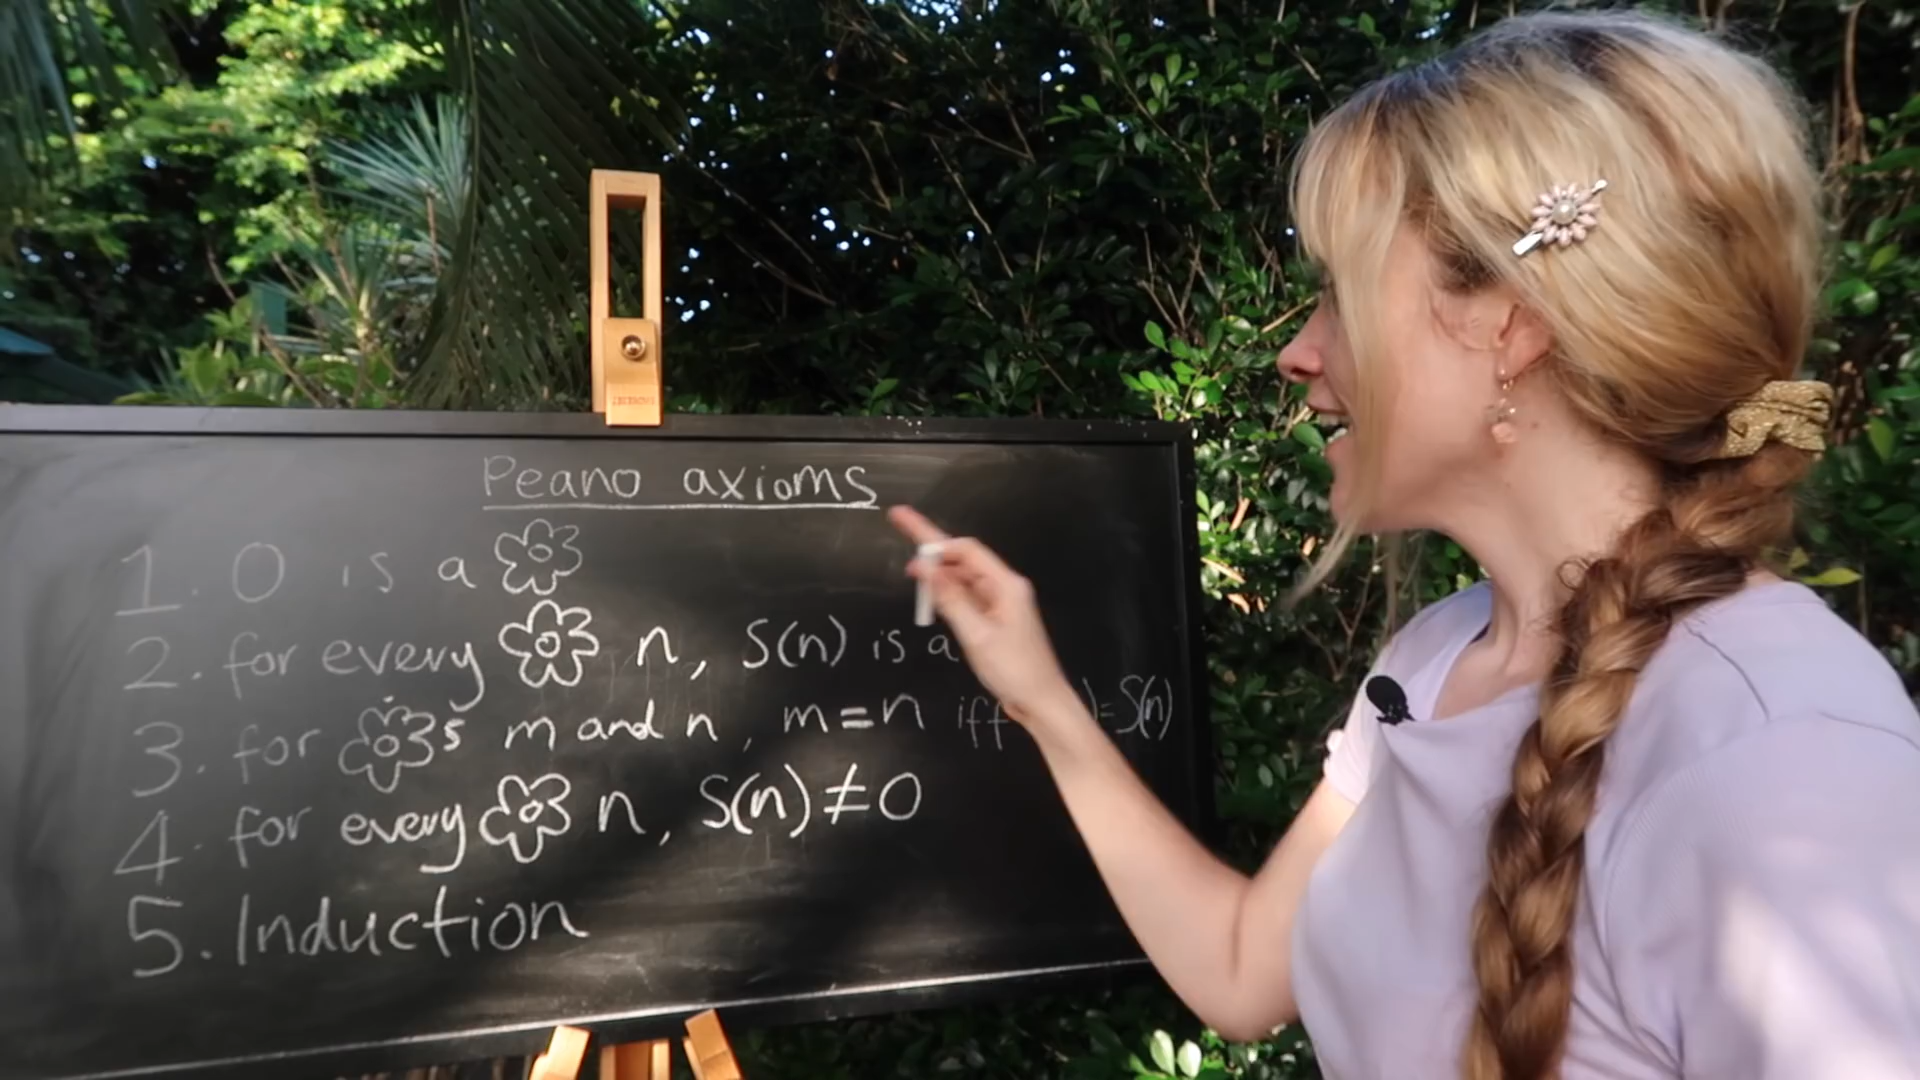 Peano axioms
1. 0 is a
2. for every n, S(n) is a
3. for s m and n, m=n iff )=S(n)
4. for every n, S(n)≠0
5. Induction